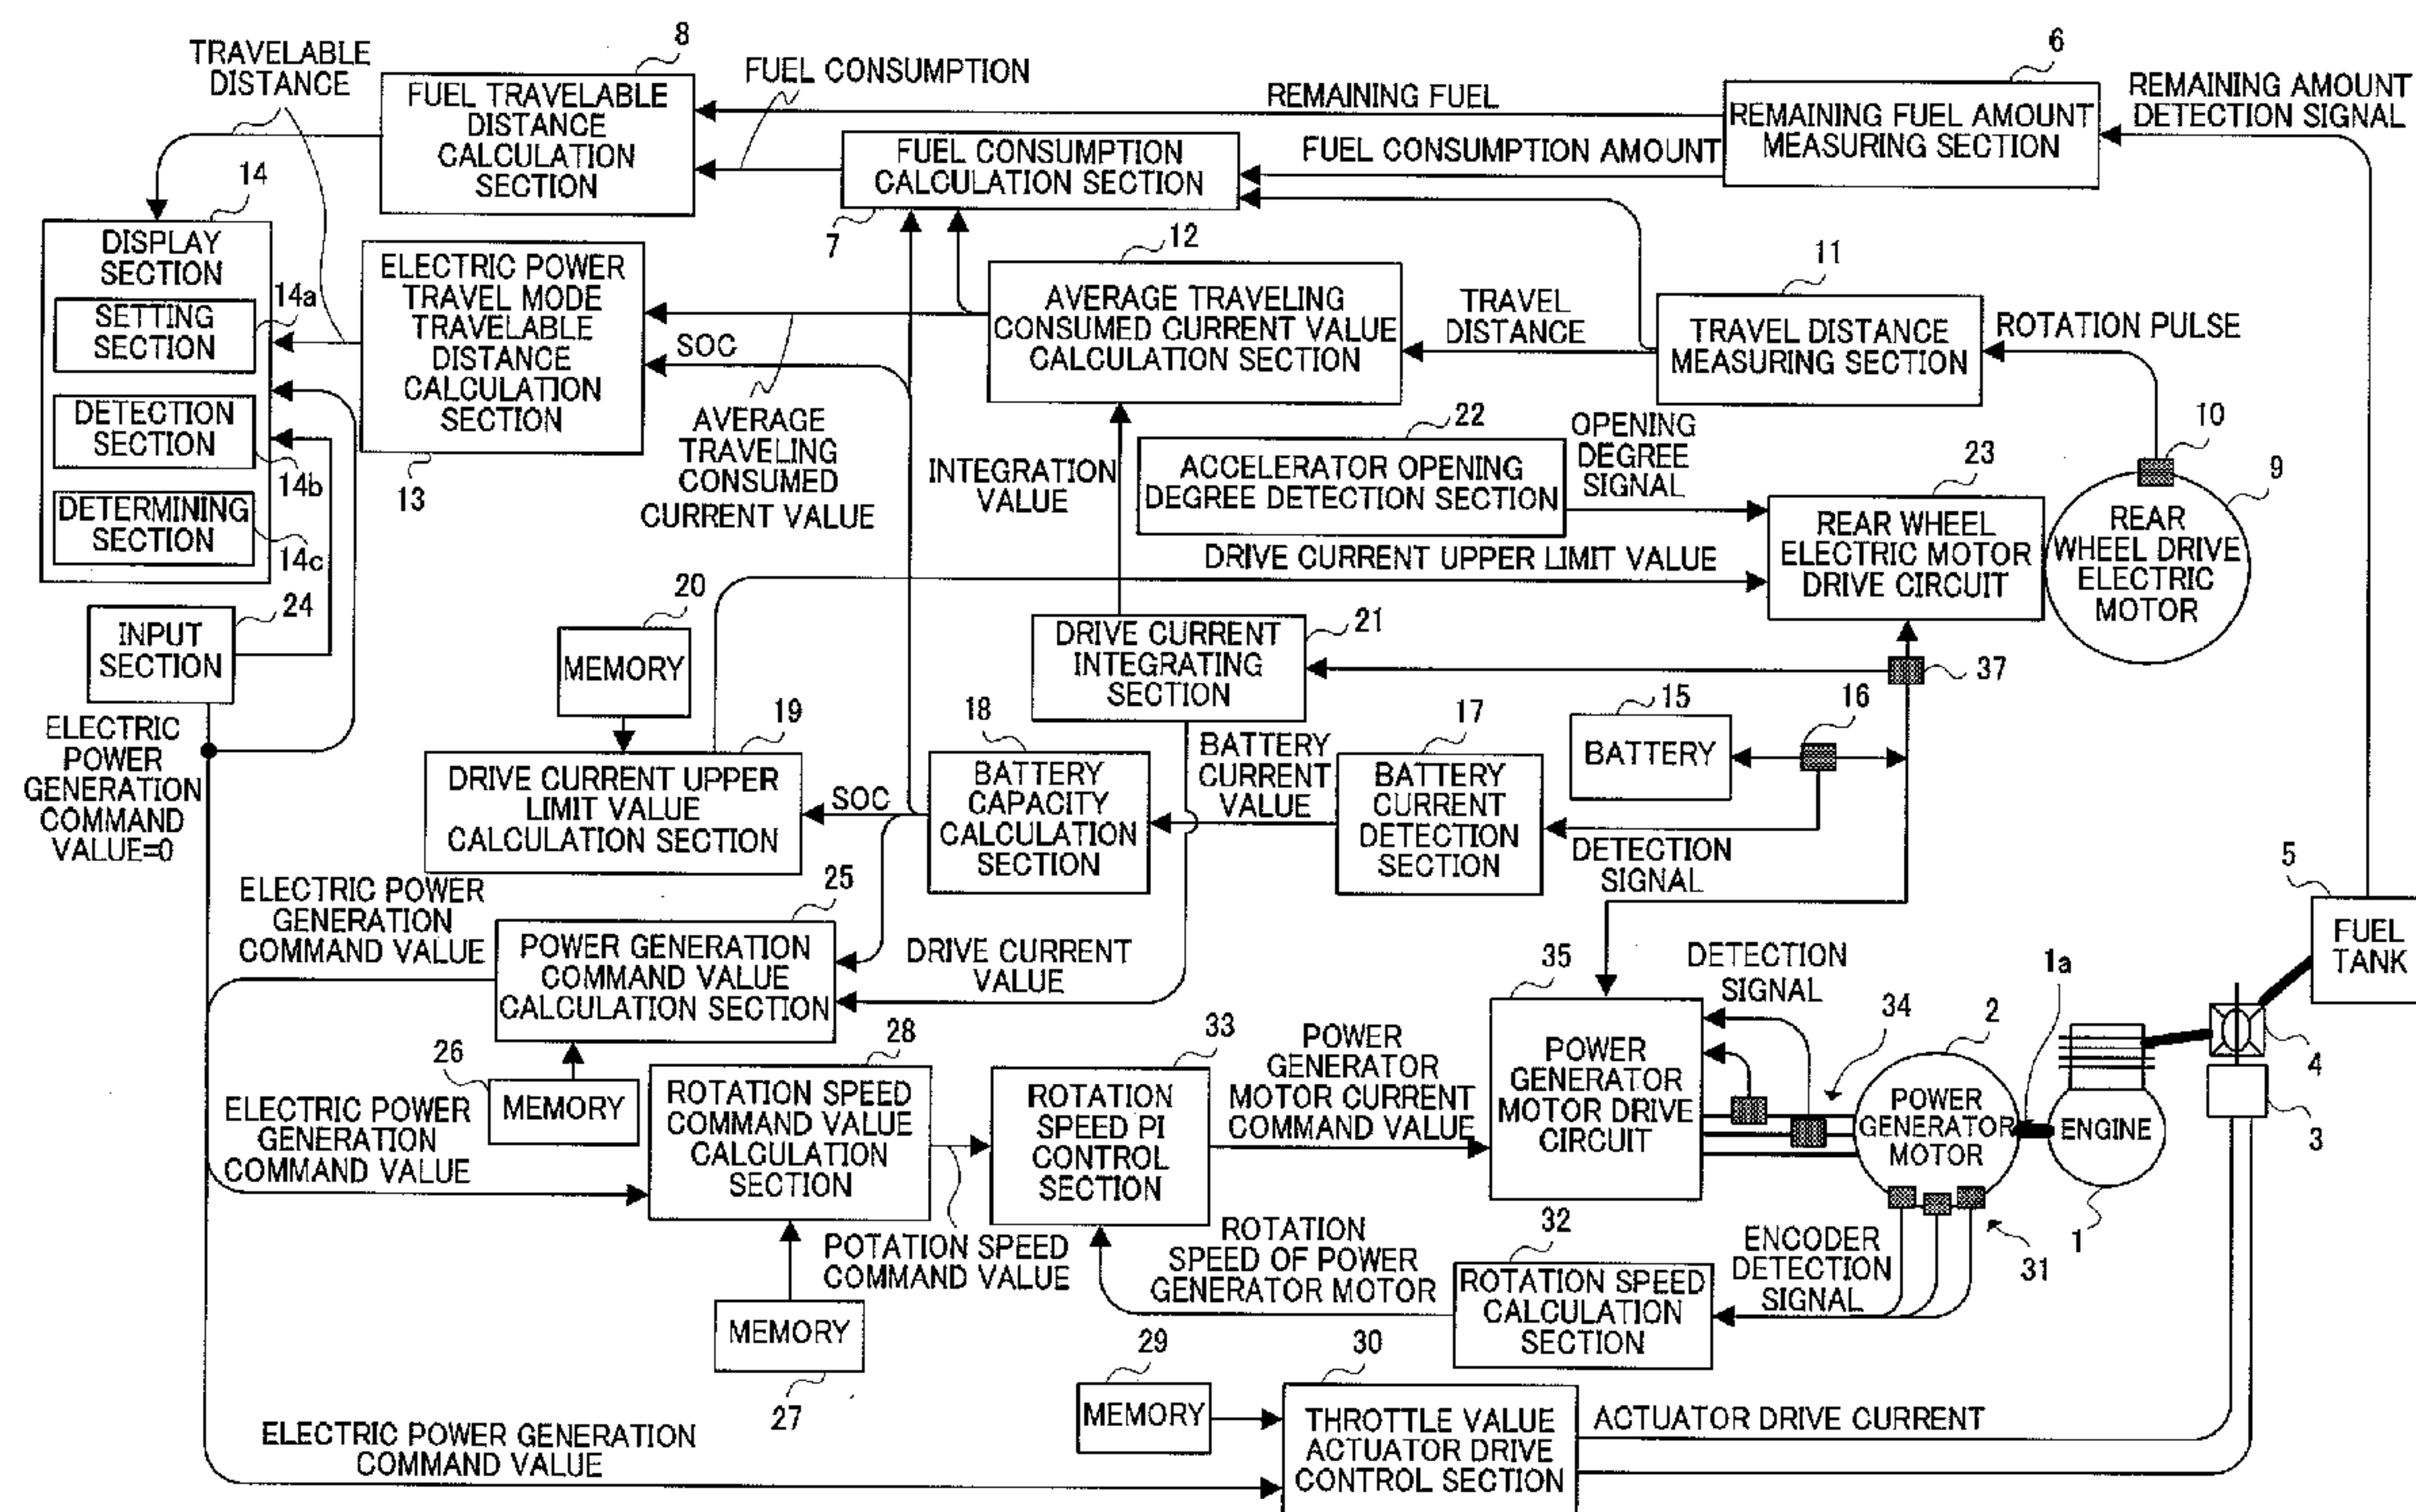 TRAVELABLE
DISTANCE
8
FUEL TRAVELABLE
DISTANCE
CALCULATION
SECTION
FUEL CONSUMPTION
REMAINING FUEL
6
REMAINING FUEL AMOUNT
MEASURING SECTION
REMAINING AMOUNT
DETECTION SIGNAL
FUEL CONSUMPTION
CALCULATION SECTION
7
FUEL CONSUMPTION AMOUNT
14
DISPLAY
SECTION
14a
SETTING
SECTION
DETECTION
SECTION
14b
DETERMINING
SECTION
14c
ELECTRIC POWER
TRAVEL MODE
TRAVELABLE
DISTANCE
CALCULATION
SECTION
13
SOC
AVERAGE
TRAVELING
CONSUMED
CURRENT VALUE
12
AVERAGE TRAVELING
CONSUMED CURRENT VALUE
CALCULATION SECTION
TRAVEL
DISTANCE
11
TRAVEL DISTANCE
MEASURING SECTION
ROTATION PULSE
10
9
REAR
WHEEL DRIVE
ELECTRIC
MOTOR
INTEGRATION
VALUE
22
ACCELERATOR OPENING
DEGREE DETECTION SECTION
OPENING
DEGREE
SIGNAL
23
REAR WHEEL
ELECTRIC MOTOR
DRIVE CIRCUIT
DRIVE CURRENT UPPER LIMIT VALUE
24
INPUT
SECTION
20
MEMORY
21
DRIVE CURRENT
INTEGRATING
SECTION
37
15
BATTERY
16
ELECTRIC
POWER
GENERATION
COMMAND
VALUE=0
19
DRIVE CURRENT UPPER
LIMIT VALUE
CALCULATION SECTION
SOC
18
BATTERY
CAPACITY
CALCULATION
SECTION
BATTERY
CURRENT
VALUE
17
BATTERY
CURRENT
DETECTION
SECTION
DETECTION
SIGNAL
5
FUEL
TANK
ELECTRIC POWER
GENERATION
COMMAND VALUE
25
POWER GENERATION
COMMAND VALUE
CALCULATION SECTION
DRIVE CURRENT
VALUE
26
MEMORY
35
POWER
GENERATOR
MOTOR DRIVE
CIRCUIT
DETECTION
SIGNAL
34
2
POWER
GENERATOR
MOTOR
1a
ENGINE
1
4
3
ELECTRIC POWER
GENERATION
COMMAND VALUE
28
ROTATION SPEED
COMMAND VALUE
CALCULATION
SECTION
33
ROTATION
SPEED PI
CONTROL
SECTION
POWER
GENERATOR
MOTOR CURRENT
COMMAND VALUE
POTATION SPEED
COMMAND VALUE
MEMORY
27
ROTATION
SPEED OF POWER
GENERATOR MOTOR
32
ROTATION SPEED
CALCULATION
SECTION
ENCODER
DETECTION
SIGNAL
31
29
MEMORY
30
THROTTLE VALUE
ACTUATOR DRIVE
CONTROL SECTION
ACTUATOR DRIVE CURRENT
ELECTRIC POWER GENERATION
COMMAND VALUE